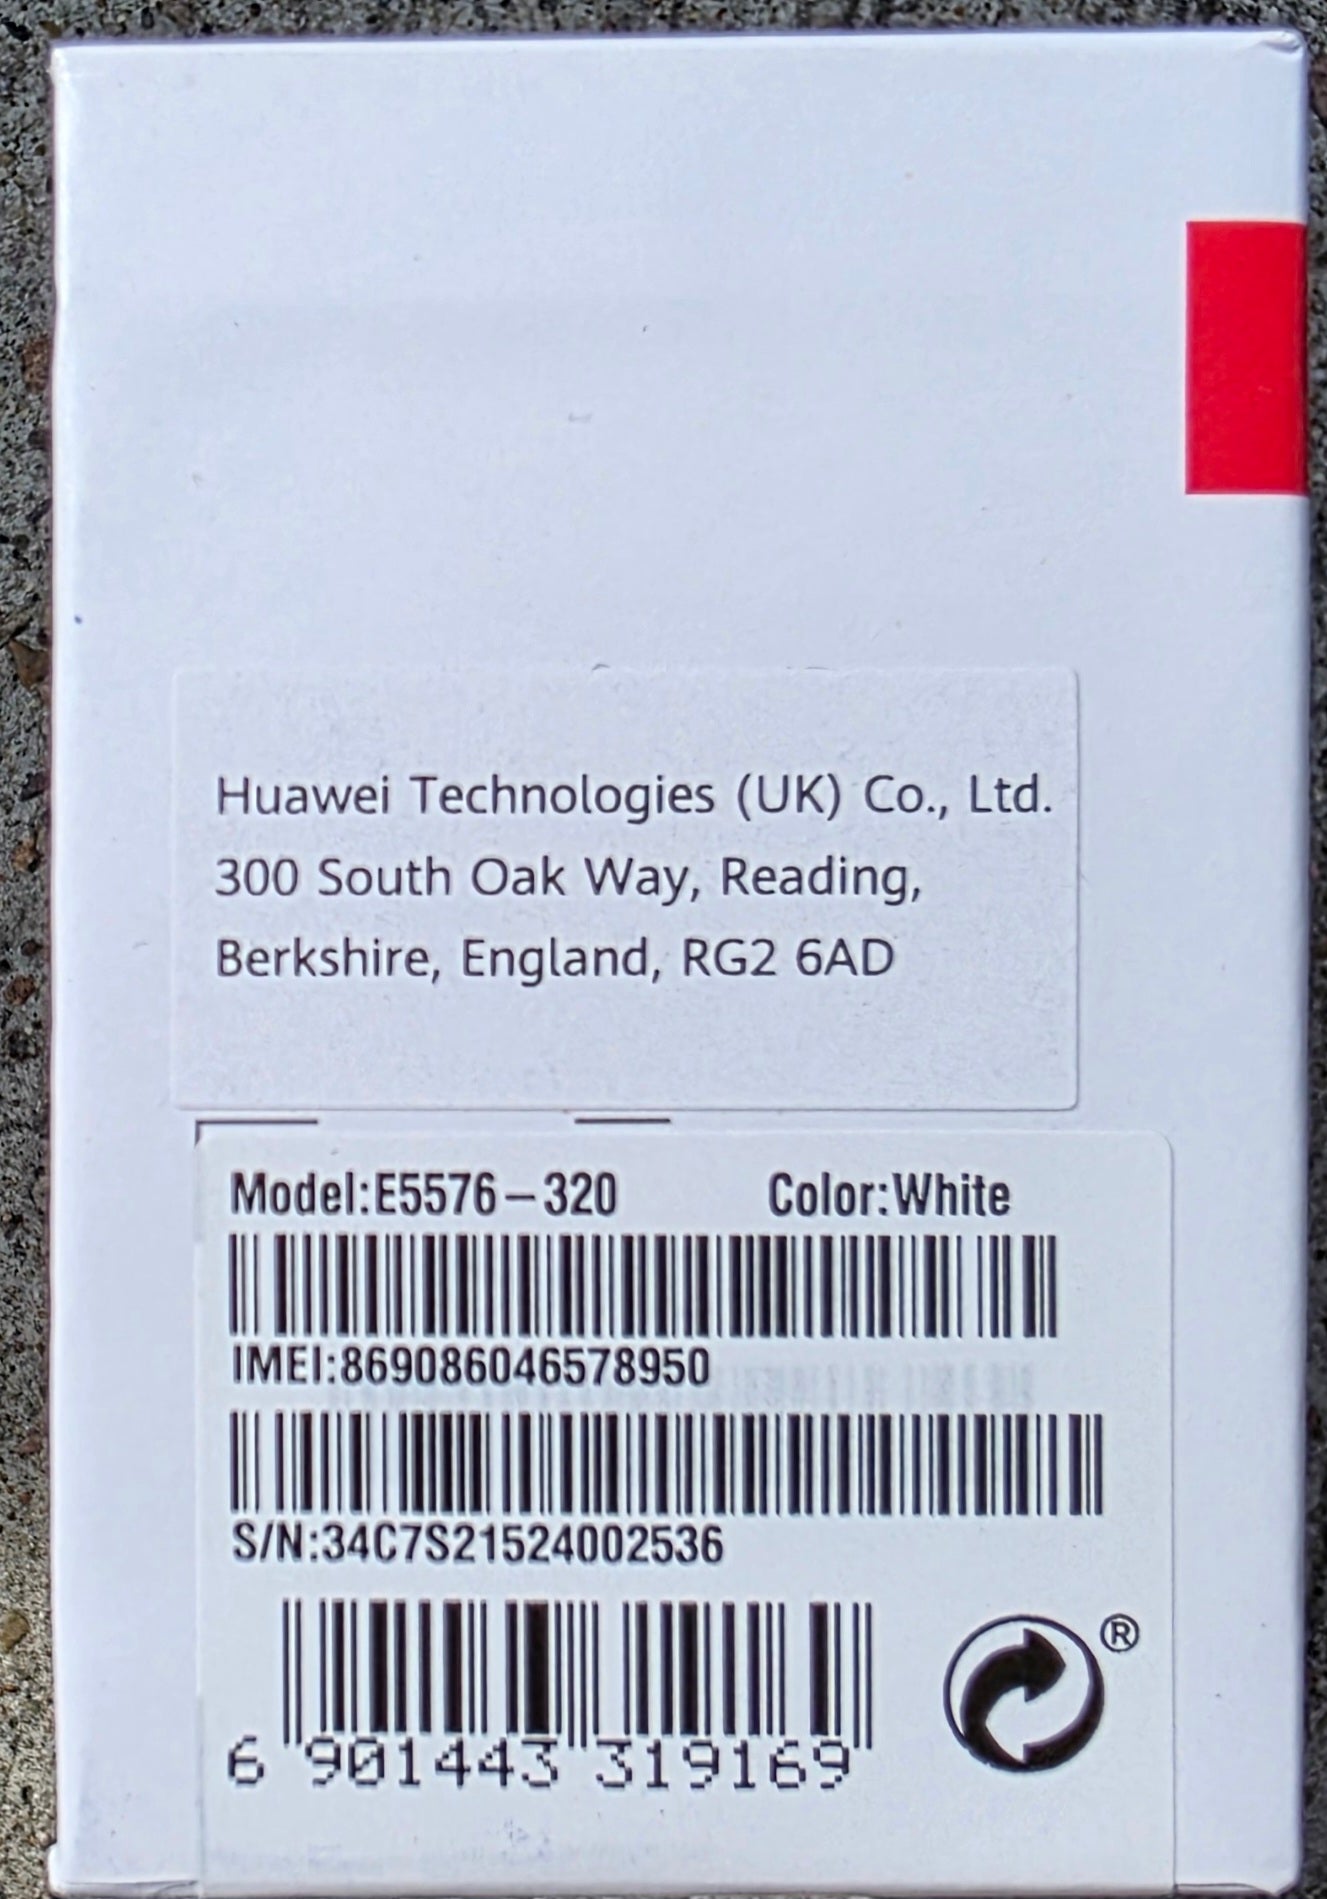 Huawei Technologies (UK) Co., Ltd.
300 South Oak Way, Reading,
Berkshire, England, RG2 6AD
Model:E5576-320 Color:White
IMEI:869086046578950
S/N:34C7S21524002536
6 901443 319169
®